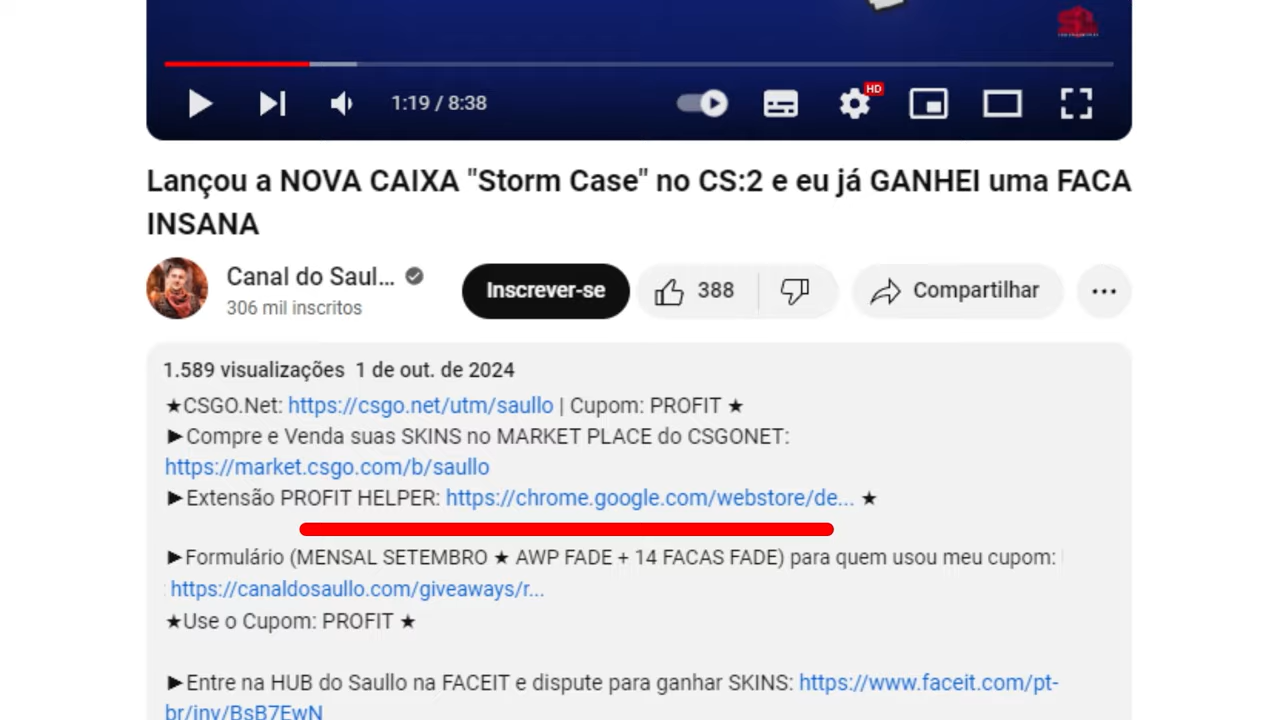 HD
1:19 / 8:38
Lançou a NOVA CAIXA "Storm Case" no CS:2 e eu já GANHEI uma FACA
INSANA
Canal do Saul...
306 mil inscritos
Inscrever-se
388
Compartilhar
1.589 visualizações 1 de out. de 2024
★CSGO.Net: https://csgo.net/utm/saullo | Cupom: PROFIT ★
►Compre e Venda suas SKINS no MARKET PLACE do CSGONET:
https://market.csgo.com/b/saullo
►Extensão PROFIT HELPER: https://chrome.google.com/webstore/de... ★
►Formulário (MENSAL SETEMBRO ★ AWP FADE + 14 FACAS FADE) para quem usou meu cupom:
https://canaldosaullo.com/giveaways/r...
★Use o Cupom: PROFIT ★
►Entre na HUB do Saullo na FACEIT e dispute para ganhar SKINS: https://www.faceit.com/pt-
br/inv/BsB7EwN